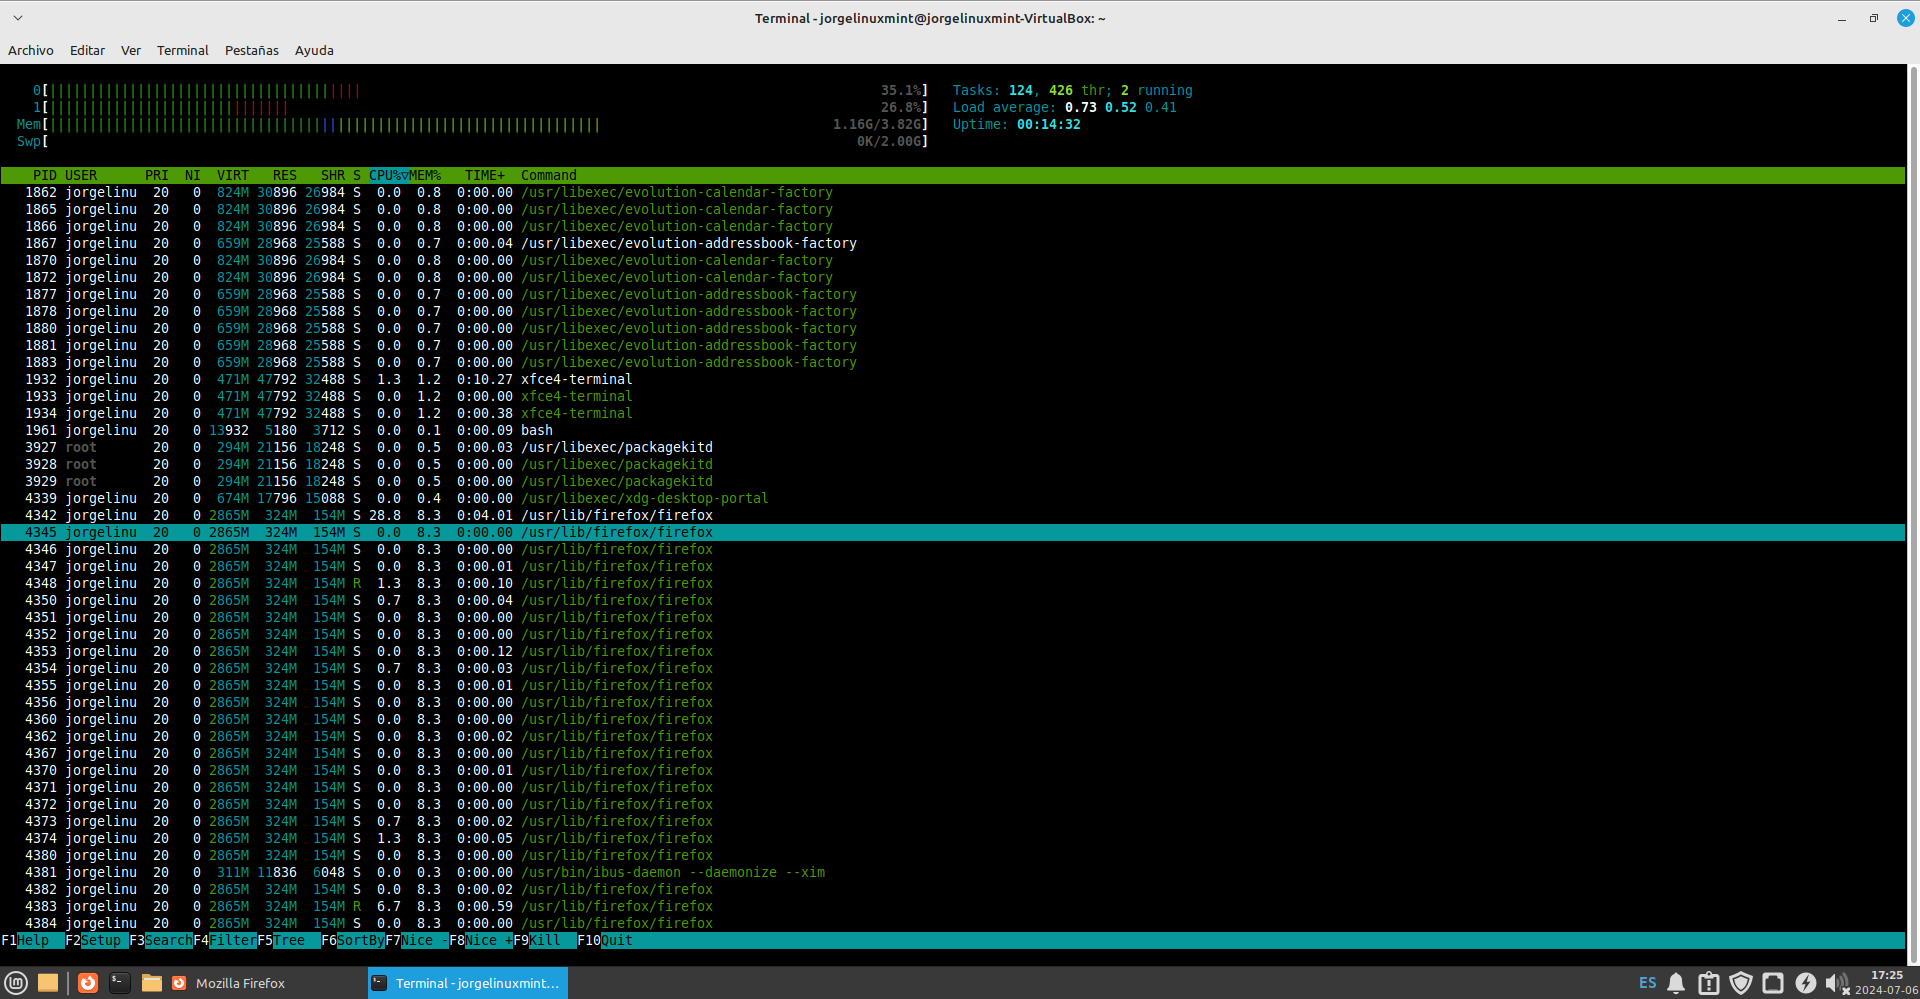 Terminal - jorgelinuxmint@jorgelinuxmint-VirtualBox: ~
Archivo Editar Ver Terminal Pestañas Ayuda
0[|||||||||||||||||||||||||||||||||||||||35.1%] Tasks: 124, 426 thr; 2 running
1[||||||||||||||||||||||||||||||26.8%] Load average: 0.73 0.52 0.41
Mem[|||||||||||||||||||||||||||||||||||||||||||||||||||||||||||||||||||||1.16G/3.82G] Uptime: 00:14:32
Swp[0K/2.00G]
PID USER PRI NI VIRT RES SHR S CPU%▽MEM% TIME+ Command
1862 jorgelinu 20 0 824M 30896 26984 S 0.0 0.8 0:00.00 /usr/libexec/evolution-calendar-factory
1865 jorgelinu 20 0 824M 30896 26984 S 0.0 0.8 0:00.00 /usr/libexec/evolution-calendar-factory
1866 jorgelinu 20 0 824M 30896 26984 S 0.0 0.8 0:00.00 /usr/libexec/evolution-calendar-factory
1867 jorgelinu 20 0 659M 28968 25588 S 0.0 0.7 0:00.04 /usr/libexec/evolution-addressbook-factory
1870 jorgelinu 20 0 824M 30896 26984 S 0.0 0.8 0:00.00 /usr/libexec/evolution-calendar-factory
1872 jorgelinu 20 0 824M 30896 26984 S 0.0 0.8 0:00.00 /usr/libexec/evolution-calendar-factory
1877 jorgelinu 20 0 659M 28968 25588 S 0.0 0.7 0:00.00 /usr/libexec/evolution-addressbook-factory
1878 jorgelinu 20 0 659M 28968 25588 S 0.0 0.7 0:00.00 /usr/libexec/evolution-addressbook-factory
1880 jorgelinu 20 0 659M 28968 25588 S 0.0 0.7 0:00.00 /usr/libexec/evolution-addressbook-factory
1881 jorgelinu 20 0 659M 28968 25588 S 0.0 0.7 0:00.00 /usr/libexec/evolution-addressbook-factory
1883 jorgelinu 20 0 659M 28968 25588 S 0.0 0.7 0:00.00 /usr/libexec/evolution-addressbook-factory
1932 jorgelinu 20 0 471M 47792 32488 S 1.3 1.2 0:10.27 xfce4-terminal
1933 jorgelinu 20 0 471M 47792 32488 S 0.0 1.2 0:00.00 xfce4-terminal
1934 jorgelinu 20 0 471M 47792 32488 S 0.0 1.2 0:00.38 xfce4-terminal
1961 jorgelinu 20 0 13932 5180 3712 S 0.0 0.1 0:00.09 bash
3927 root 20 0 294M 21156 18248 S 0.0 0.5 0:00.03 /usr/libexec/packagekitd
3928 root 20 0 294M 21156 18248 S 0.0 0.5 0:00.00 /usr/libexec/packagekitd
3929 root 20 0 294M 21156 18248 S 0.0 0.5 0:00.00 /usr/libexec/packagekitd
4339 jorgelinu 20 0 674M 17796 15088 S 0.0 0.4 0:00.00 /usr/libexec/xdg-desktop-portal
4342 jorgelinu 20 0 2865M 324M 154M S 28.8 8.3 0:04.01 /usr/lib/firefox/firefox
4345 jorgelinu 20 0 2865M 324M 154M S 0.0 8.3 0:00.00 /usr/lib/firefox/firefox
4346 jorgelinu 20 0 2865M 324M 154M S 0.0 8.3 0:00.00 /usr/lib/firefox/firefox
4347 jorgelinu 20 0 2865M 324M 154M S 0.0 8.3 0:00.01 /usr/lib/firefox/firefox
4348 jorgelinu 20 0 2865M 324M 154M R 1.3 8.3 0:00.10 /usr/lib/firefox/firefox
4350 jorgelinu 20 0 2865M 324M 154M S 0.7 8.3 0:00.04 /usr/lib/firefox/firefox
4351 jorgelinu 20 0 2865M 324M 154M S 0.0 8.3 0:00.00 /usr/lib/firefox/firefox
4352 jorgelinu 20 0 2865M 324M 154M S 0.0 8.3 0:00.00 /usr/lib/firefox/firefox
4353 jorgelinu 20 0 2865M 324M 154M S 0.0 8.3 0:00.12 /usr/lib/firefox/firefox
4354 jorgelinu 20 0 2865M 324M 154M S 0.7 8.3 0:00.03 /usr/lib/firefox/firefox
4355 jorgelinu 20 0 2865M 324M 154M S 0.0 8.3 0:00.01 /usr/lib/firefox/firefox
4356 jorgelinu 20 0 2865M 324M 154M S 0.0 8.3 0:00.00 /usr/lib/firefox/firefox
4360 jorgelinu 20 0 2865M 324M 154M S 0.0 8.3 0:00.00 /usr/lib/firefox/firefox
4362 jorgelinu 20 0 2865M 324M 154M S 0.0 8.3 0:00.02 /usr/lib/firefox/firefox
4367 jorgelinu 20 0 2865M 324M 154M S 0.0 8.3 0:00.00 /usr/lib/firefox/firefox
4370 jorgelinu 20 0 2865M 324M 154M S 0.0 8.3 0:00.01 /usr/lib/firefox/firefox
4371 jorgelinu 20 0 2865M 324M 154M S 0.0 8.3 0:00.00 /usr/lib/firefox/firefox
4372 jorgelinu 20 0 2865M 324M 154M S 0.0 8.3 0:00.00 /usr/lib/firefox/firefox
4373 jorgelinu 20 0 2865M 324M 154M S 0.7 8.3 0:00.02 /usr/lib/firefox/firefox
4374 jorgelinu 20 0 2865M 324M 154M S 1.3 8.3 0:00.05 /usr/lib/firefox/firefox
4380 jorgelinu 20 0 2865M 324M 154M S 0.0 8.3 0:00.00 /usr/lib/firefox/firefox
4381 jorgelinu 20 0 311M 11836 6048 S 0.0 0.3 0:00.00 /usr/bin/ibus-daemon --daemonize --xim
4382 jorgelinu 20 0 2865M 324M 154M S 0.0 8.3 0:00.02 /usr/lib/firefox/firefox
4383 jorgelinu 20 0 2865M 324M 154M R 6.7 8.3 0:00.59 /usr/lib/firefox/firefox
4384 jorgelinu 20 0 2865M 324M 154M S 0.0 8.3 0:00.00 /usr/lib/firefox/firefox
F1Help F2Setup F3SearchF4FilterF5Tree F6SortByF7Nice -F8Nice +F9Kill F10Quit
Mozilla Firefox Terminal - jorgelinuxmint... ES 17:25
2024-07-06